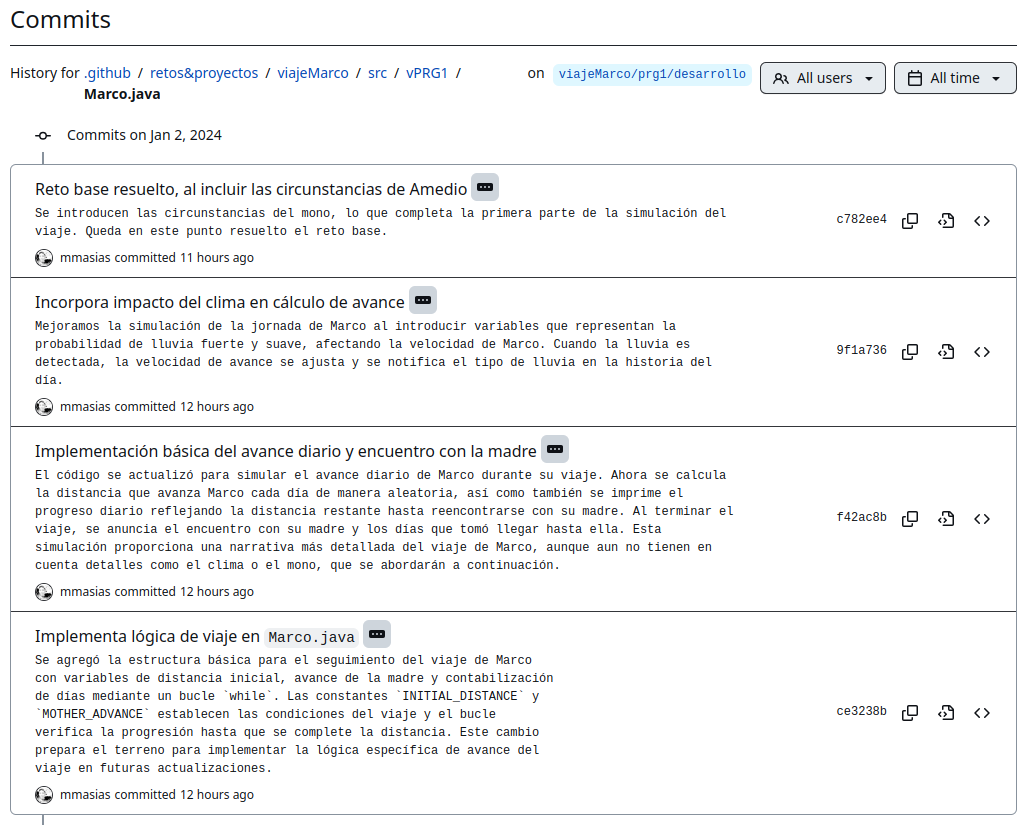 Commits
History for .github / retos&proyectos / viajeMarco / src / vPRG1 / on viajeMarco/prg1/desarrollo All users All time
Marco.java
Commits on Jan 2, 2024
Reto base resuelto, al incluir las circunstancias de Amedio
Se introducen las circunstancias del mono, lo que completa la primera parte de la simulación del
viaje. Queda en este punto resuelto el reto base.
c782ee4
mmasias committed 11 hours ago
Incorpora impacto del clima en cálculo de avance
Mejoramos la simulación de la jornada de Marco al introducir variables que representan la
probabilidad de lluvia fuerte y suave, afectando la velocidad de Marco. Cuando la lluvia es
detectada, la velocidad de avance se ajusta y se notifica el tipo de lluvia en la historia del
día.
9f1a736
mmasias committed 12 hours ago
Implementación básica del avance diario y encuentro con la madre
El código se actualizó para simular el avance diario de Marco durante su viaje. Ahora se calcula
la distancia que avanza Marco cada día de manera aleatoria, así como también se imprime el
progreso diario reflejando la distancia restante hasta reencontrarse con su madre. Al terminar el
viaje, se anuncia el encuentro con su madre y los días que tomó llegar hasta ella. Esta
simulación proporciona una narrativa más detallada del viaje de Marco, aunque aun no tienen en
cuenta detalles como el clima o el mono, que se abordarán a continuación.
f42ac8b
mmasias committed 12 hours ago
Implementa lógica de viaje en Marco.java
Se agregó la estructura básica para el seguimiento del viaje de Marco
con variables de distancia inicial, avance de la madre y contabilización
de días mediante un bucle `while`. Las constantes `INITIAL_DISTANCE` y
`MOTHER_ADVANCE` establecen las condiciones del viaje y el bucle
verifica la progresión hasta que se complete la distancia. Este cambio
prepara el terreno para implementar la lógica específica de avance del
viaje en futuras actualizaciones.
ce3238b
mmasias committed 12 hours ago